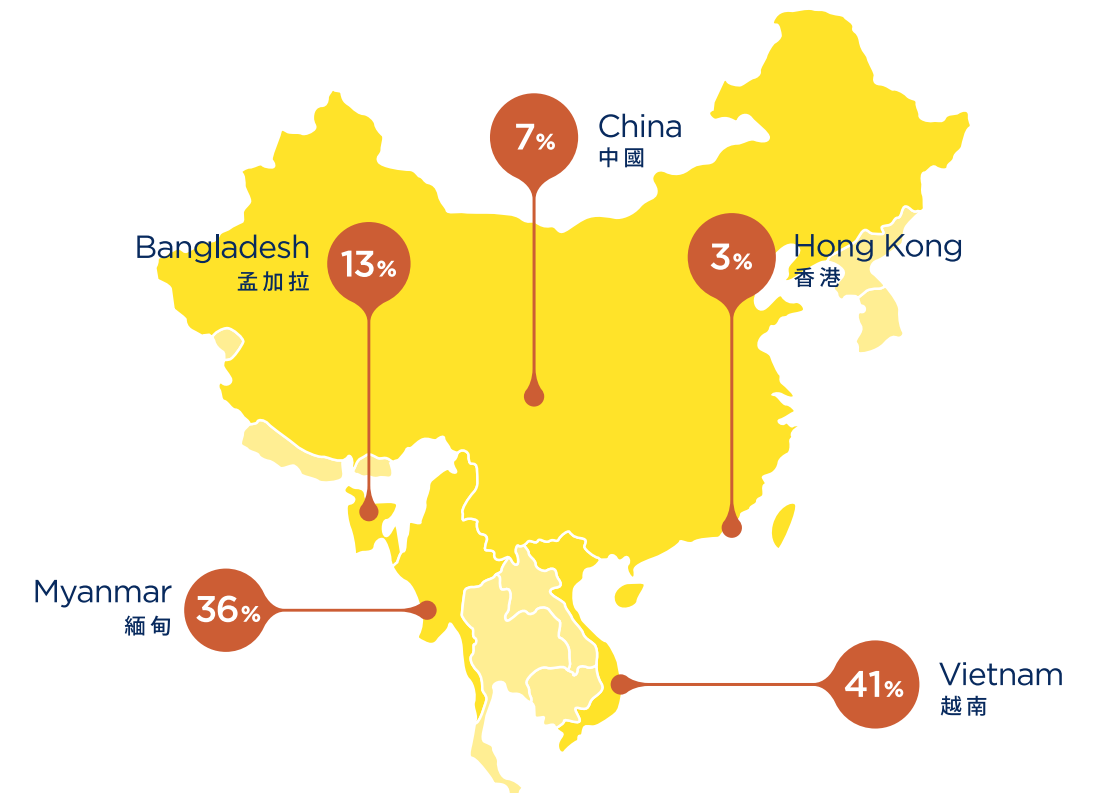 7%
China
中國
Bangladesh
孟加拉
13%
3%
Hong Kong
香港
Myanmar
緬甸
36%
41%
Vietnam
越南